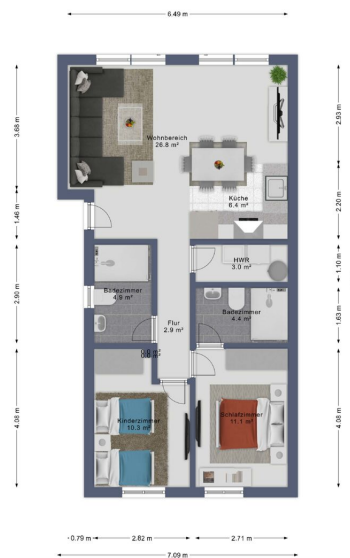 6.49 m
3.68 m
2.93 m
Wohnbereich
26.8 m²
Küche
6.4 m²
2.20 m
1.46 m
HWR
3.0 m²
1.10 m
Badezimmer
4.9 m²
2.90 m
Badezimmer
4.4 m²
1.63 m
Flur
2.9 m²
4.08 m
4.08 m
Kinderzimmer
10.3 m²
Schlafzimmer
11.1 m²
0.79 m
2.82 m
2.71 m
7.09 m